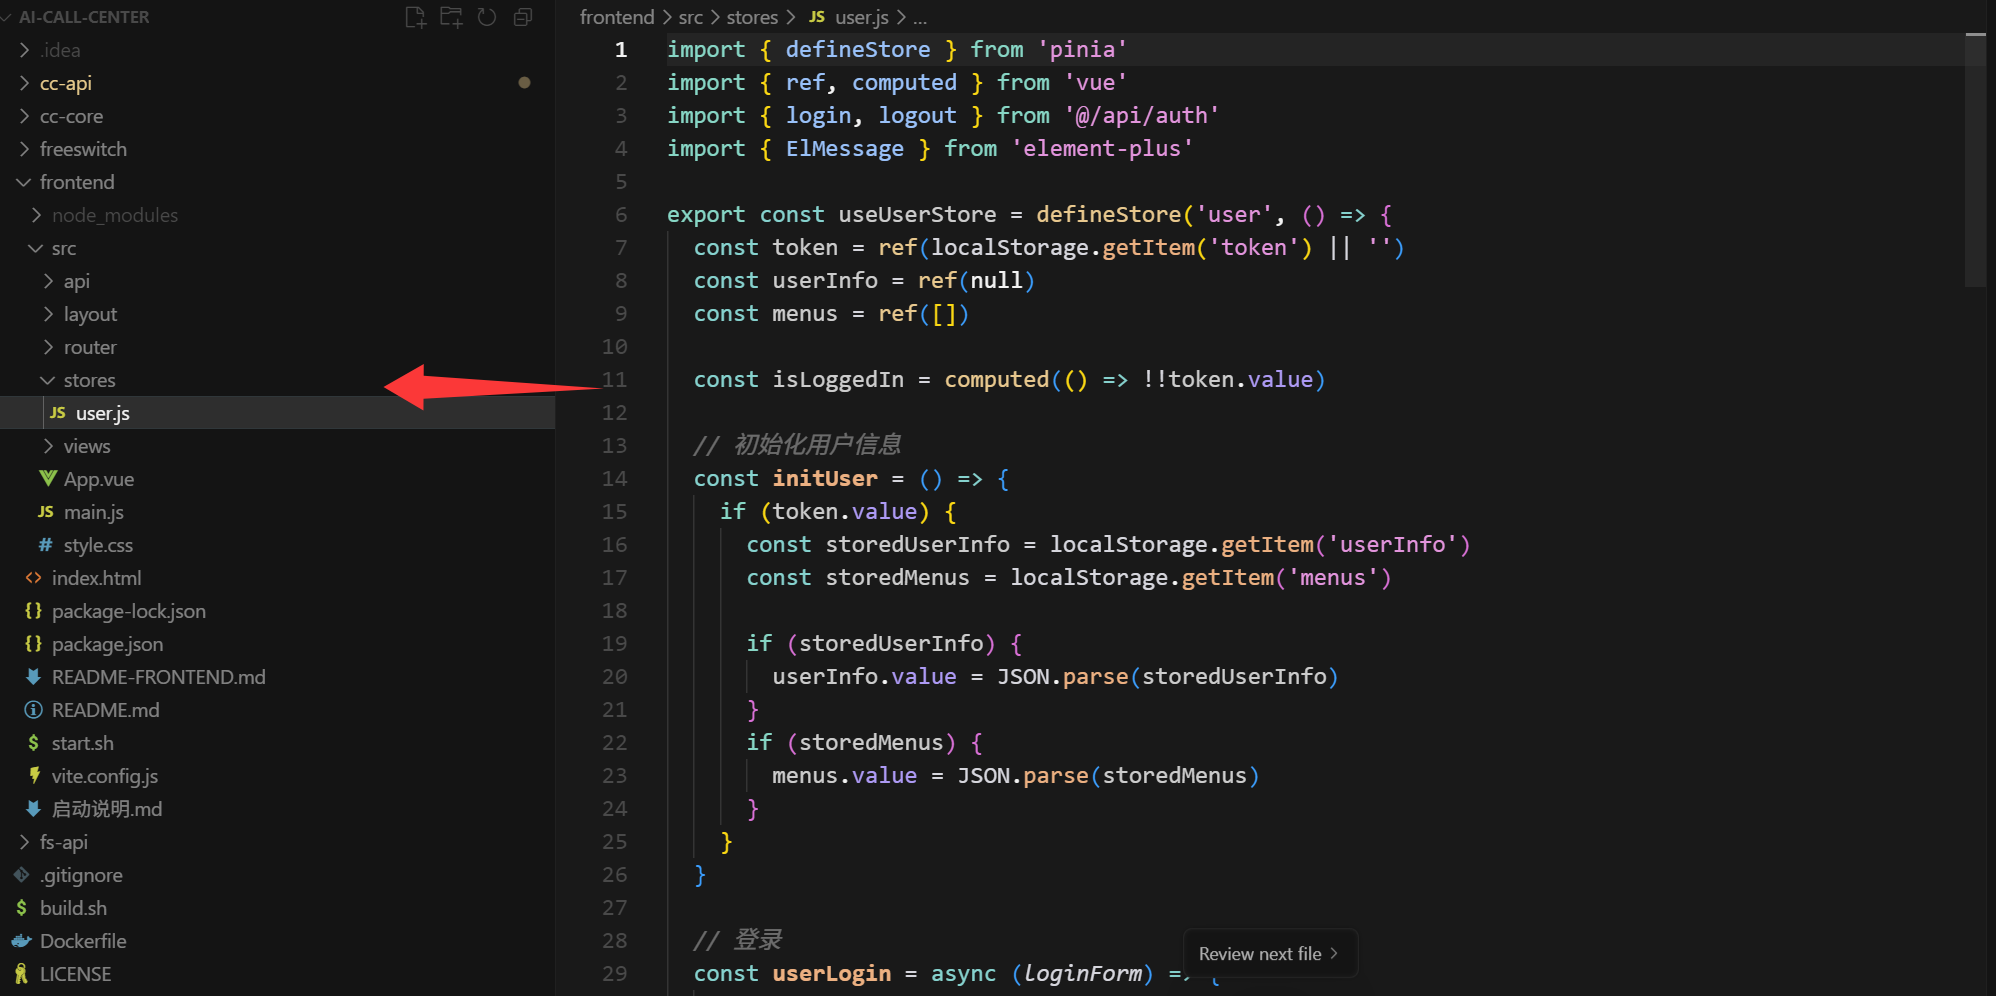 AI-CALL-CENTER
.idea
cc-api
cc-core
freeswitch
frontend
node_modules
src
api
layout
router
stores
JS user.js
views
App.vue
JS main.js
# style.css
<> index.html
{} package-lock.json
{} package.json
README-FRONTEND.md
README.md
$ start.sh
vite.config.js
启动说明.md
fs-api
.gitignore
$ build.sh
Dockerfile
LICENSE
frontend > src > stores > JS user.js > ...
1 import { defineStore } from 'pinia'
2 import { ref, computed } from 'vue'
3 import { login, logout } from '@/api/auth'
4 import { ElMessage } from 'element-plus'
5
6 export const useUserStore = defineStore('user', () => {
7 const token = ref(localStorage.getItem('token') || '')
8 const userInfo = ref(null)
9 const menus = ref([])
10
11 const isLoggedIn = computed(() => !!token.value)
12
13 // 初始化用户信息
14 const initUser = () => {
15 if (token.value) {
16 const storedUserInfo = localStorage.getItem('userInfo')
17 const storedMenus = localStorage.getItem('menus')
18
19 if (storedUserInfo) {
20 userInfo.value = JSON.parse(storedUserInfo)
21 }
22 if (storedMenus) {
23 menus.value = JSON.parse(storedMenus)
24 }
25 }
26 }
27
28 // 登录
29 const userLogin = async (loginForm) => {
Review next file >